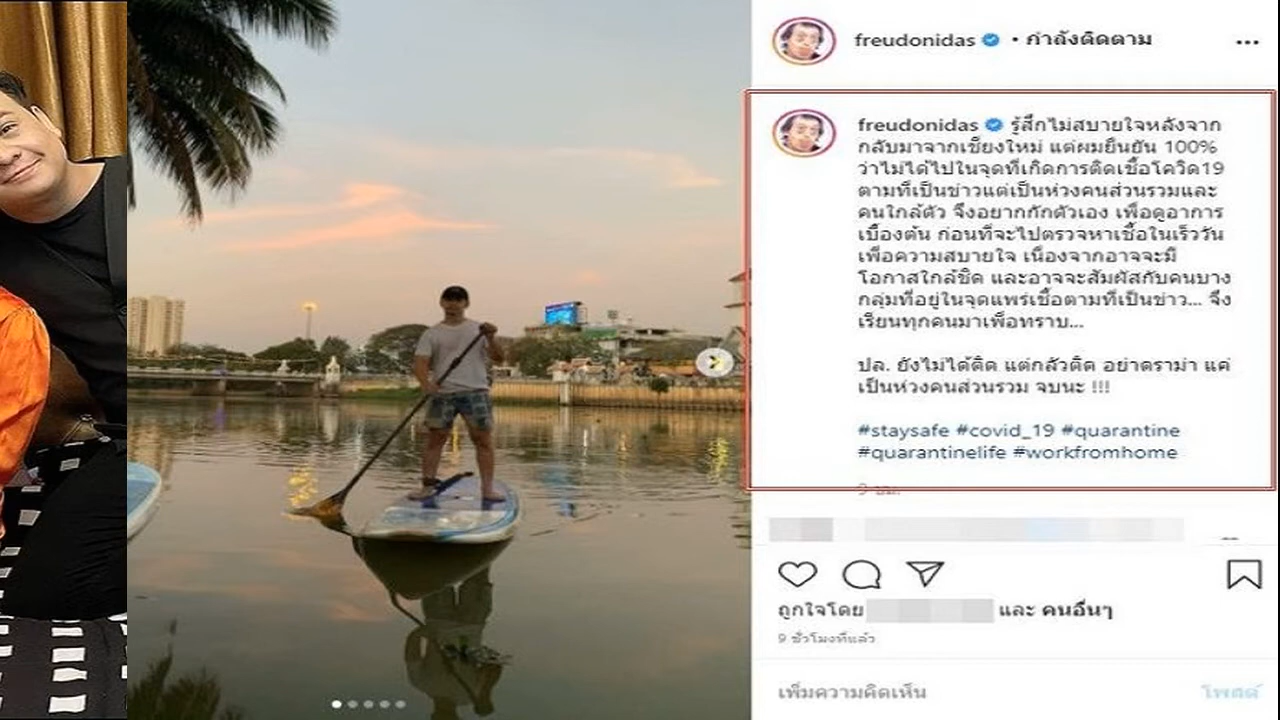 freudonidas • กำลังติดตาม
freudonidas รู้สึกไม่สบายใจหลังจาก
กลับมาจากเชียงใหม่ แต่ผมยืนยัน 100%
ว่าไม่ได้ไปในจุดที่เกิดการติดเชื้อโควิด19
ตามที่เป็นข่าวแต่เป็นห่วงคนส่วนรวมและ
คนใกล้ตัว จึงอยากกักตัวเอง เพื่อดูอาการ
เบื้องต้น ก่อนที่จะไปตรวจหาเชื้อในเร็ววัน
เพื่อความสบายใจ เนื่องจากอาจจะมี
โอกาสใกล้ชิด และอาจจะสัมผัสกับคนบาง
กลุ่มที่อยู่ในจุดแพร่เชื้อตามที่เป็นข่าว... จึง
เรียนทุกคนมาเพื่อทราบ...
ปล. ยังไม่ได้ติด แต่กลัวติด อย่าดราม่า แค่
เป็นห่วงคนส่วนรวม จบนะ !!!
#staysafe #covid_19 #quarantine
#quarantinelife #workfromhome
ถูกใจโดย และ คนอื่นๆ
9 ชั่วโมงที่แล้ว
เพิ่มความคิดเห็น โพสต์